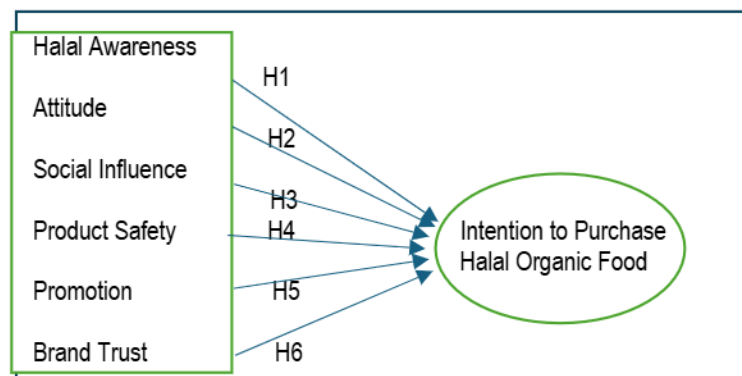 Halal Awareness
H1
Attitude
H2
Social Influence
H3
Product Safety
H4
Intention to Purchase
Halal Organic Food
Promotion
H5
Brand Trust
H6